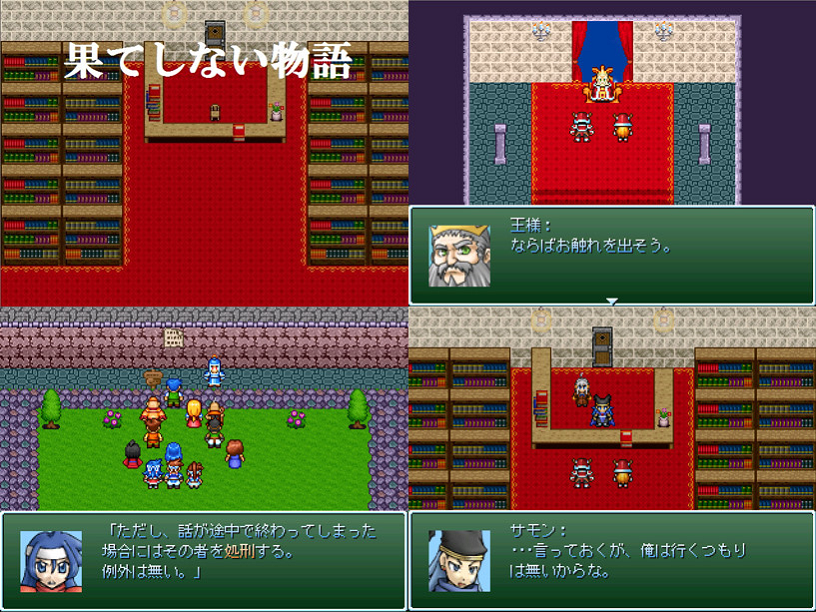 果てしない物語
王様：
ならばお触れを出そう。
「ただし、話が途中で終わってしまった
場合にはその者を処刑する。
例外は無い。」
サモン：
･･･言っておくが、俺は行くつもり
は無いからな。